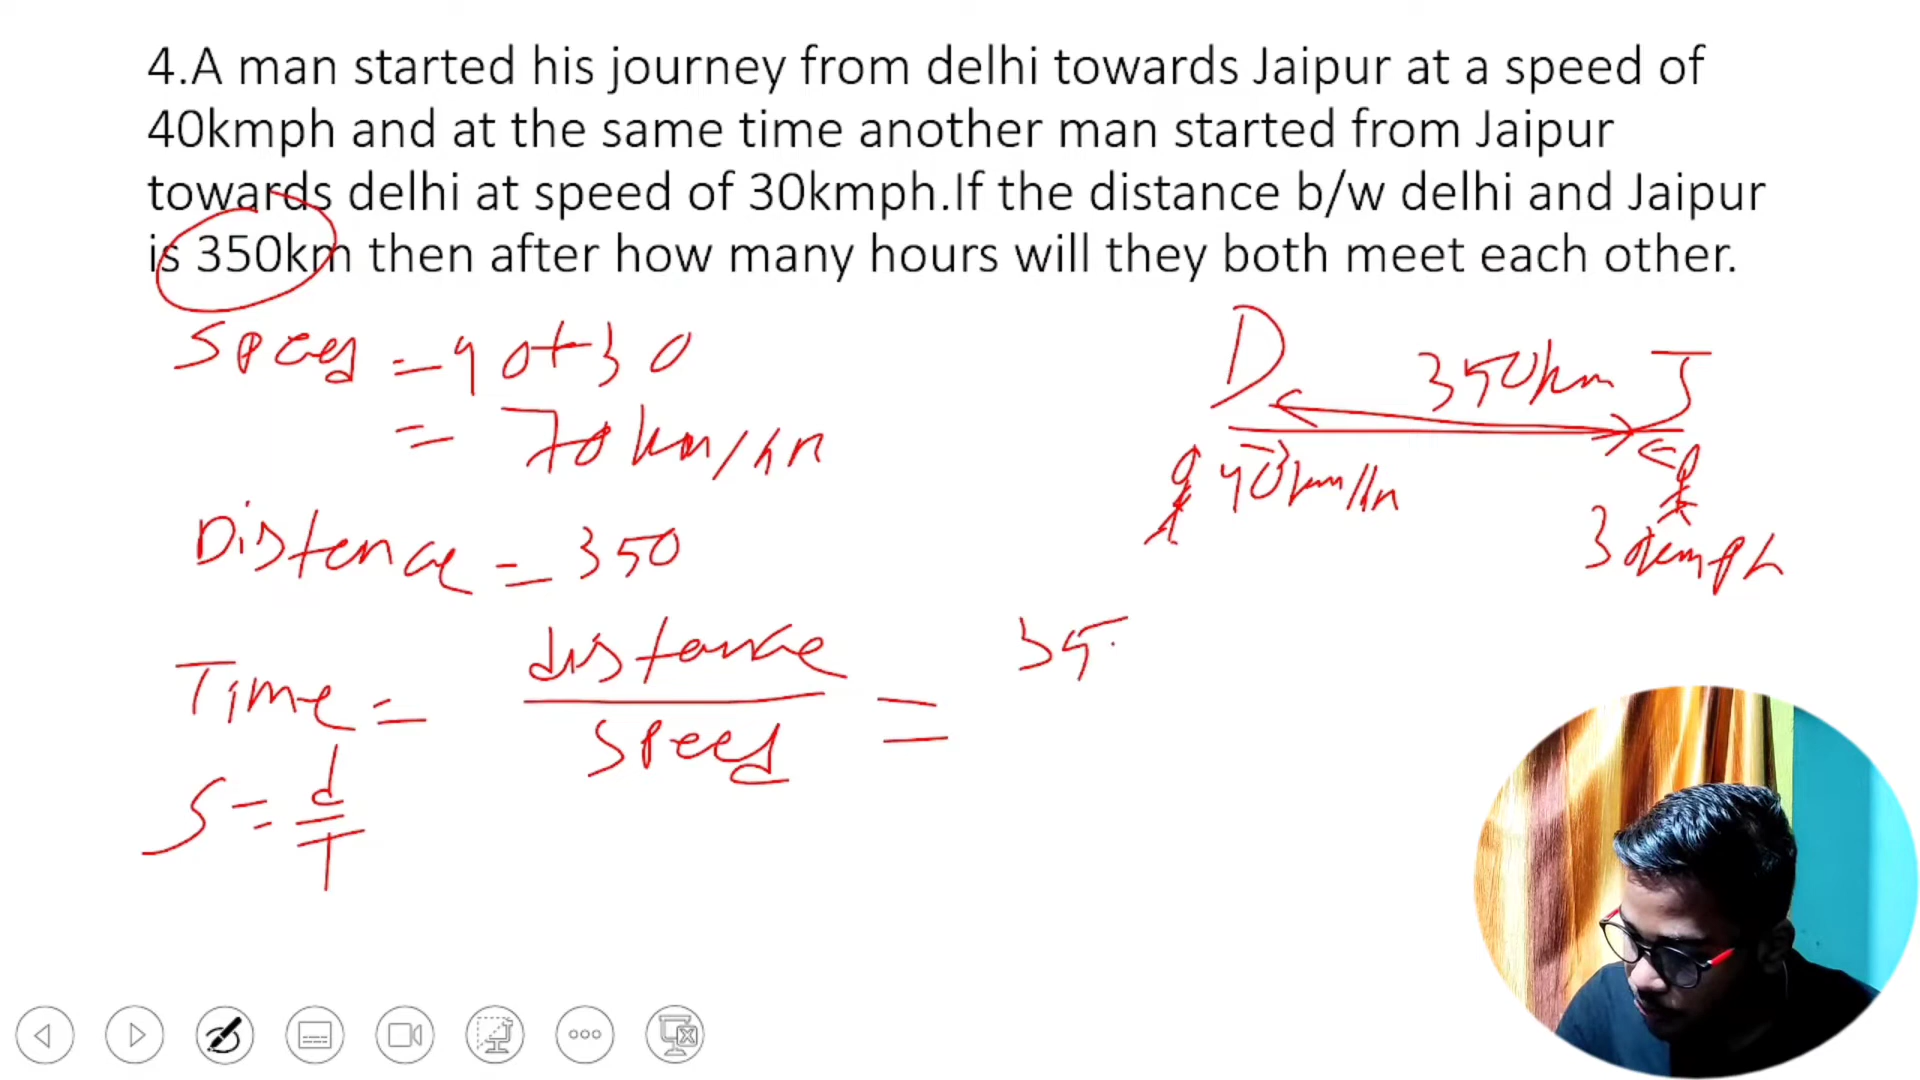 4.A man started his journey from delhi towards Jaipur at a speed of
40kmph and at the same time another man started from Jaipur
towards delhi at speed of 30kmph.If the distance b/w delhi and Jaipur
is 350km then after how many hours will they both meet each other.
Speed = 40+30
= 70km/hr
D 350km J
40km/hr
30kmph
Distance = 350
Time = distance
speed
= 35
S = d
T